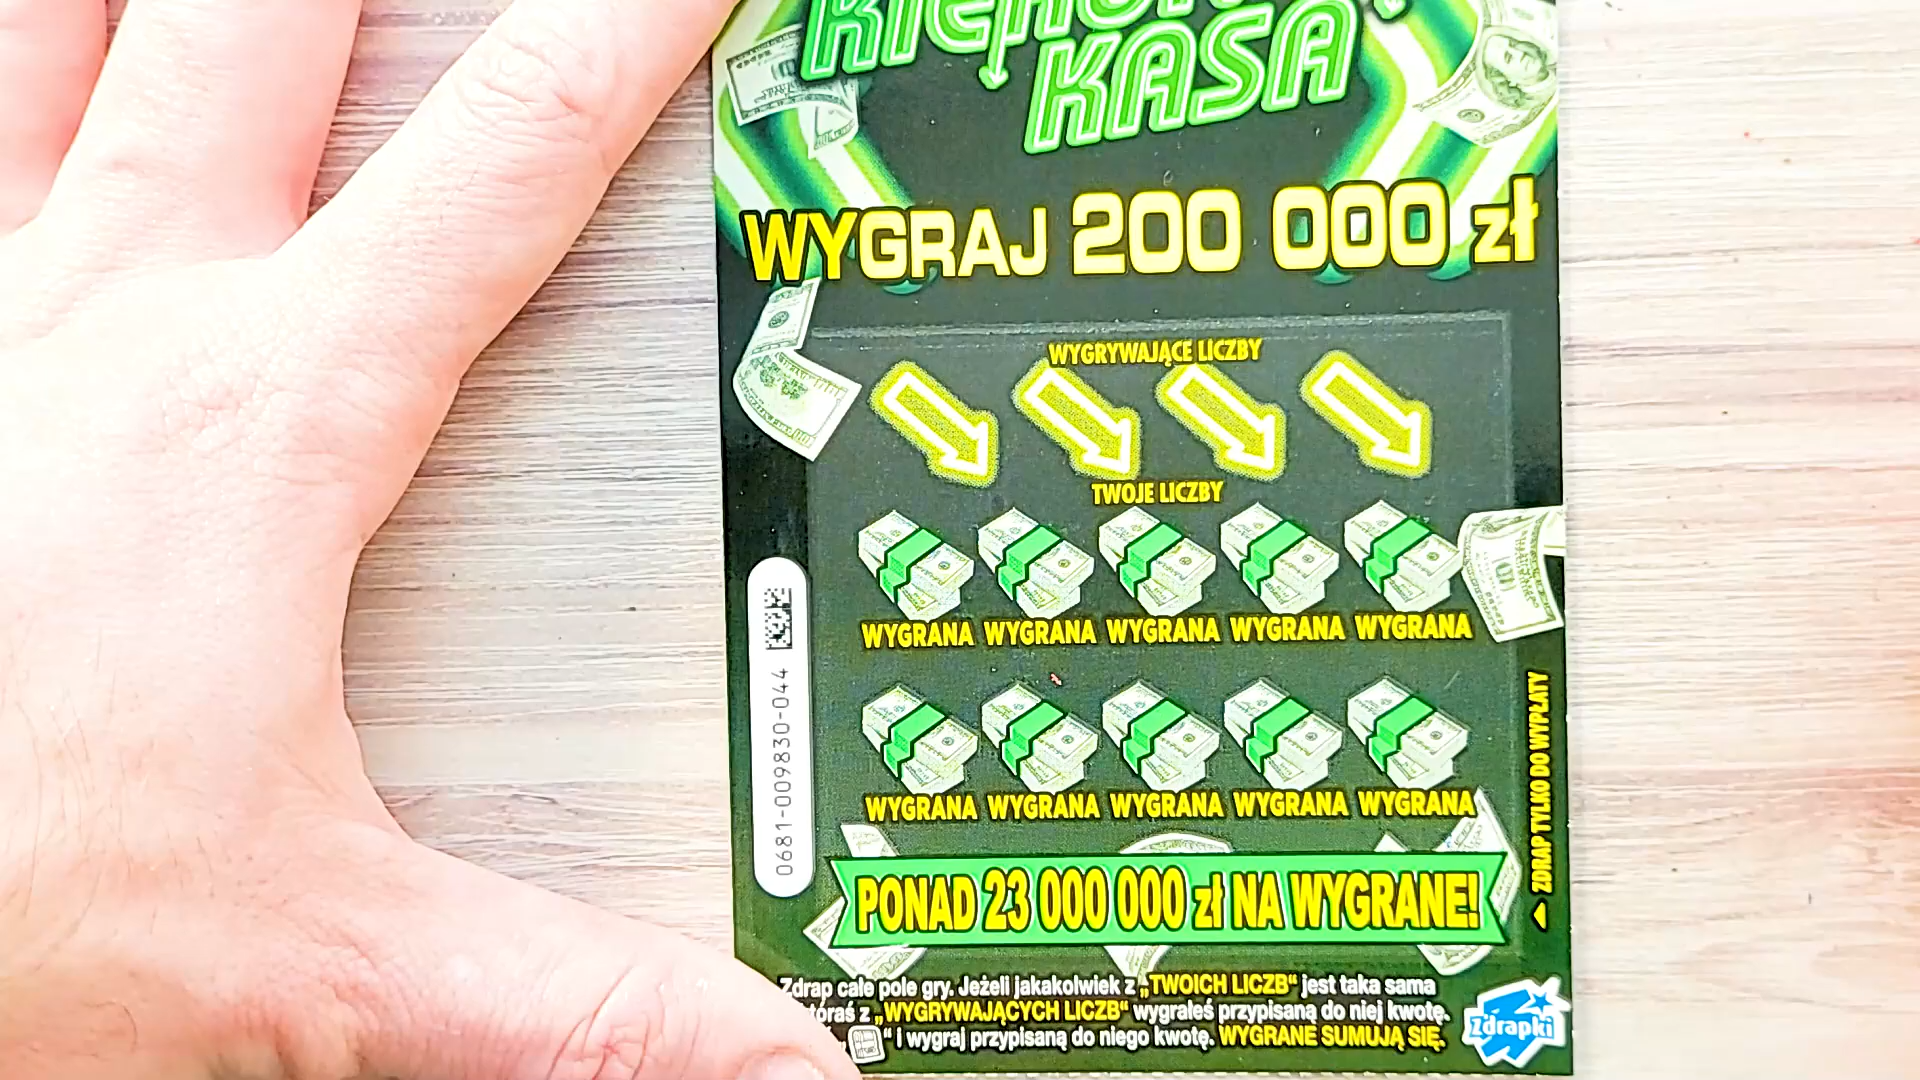 KASA
WYGRAJ 200 000 zł
WYGRYWAJĄCE LICZBY
TWOJE LICZBY
WYGRANA WYGRANA WYGRANA WYGRANA WYGRANA
WYGRANA WYGRANA WYGRANA WYGRANA WYGRANA
0681-009830-044
ZDRAP TYLKO DO WYPŁATY
PONAD 23 000 000 zł NA WYGRANE!
Zdrap całe pole gry. Jeżeli jakakolwiek z „TWOICH LICZB“ jest taka sama
z „WYGRYWAJĄCYCH LICZB“ wygrałeś przypisaną do niej kwotę.
“ i wygraj przypisaną do niego kwotę. WYGRANE SUMUJĄ SIĘ.
Zdrapki